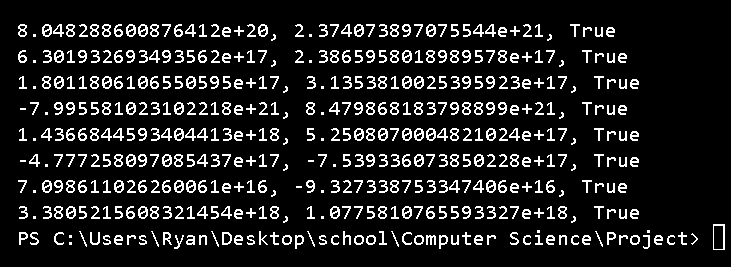 8.048288600876412e+20, 2.374073897075544e+21, True
6.301932693493562e+17, 2.3865958018989578e+17, True
1.8011806106550595e+17, 3.1353810025395923e+17, True
-7.995581023102218e+21, 8.479868183798899e+21, True
1.4366844593404413e+18, 5.2508070004821024e+17, True
-4.777258097085437e+17, -7.539336073850228e+17, True
7.098611026260061e+16, -9.327338753347406e+16, True
3.3805215608321454e+18, 1.0775810765593327e+18, True
PS C:\Users\Ryan\Desktop\school\Computer Science\Project>